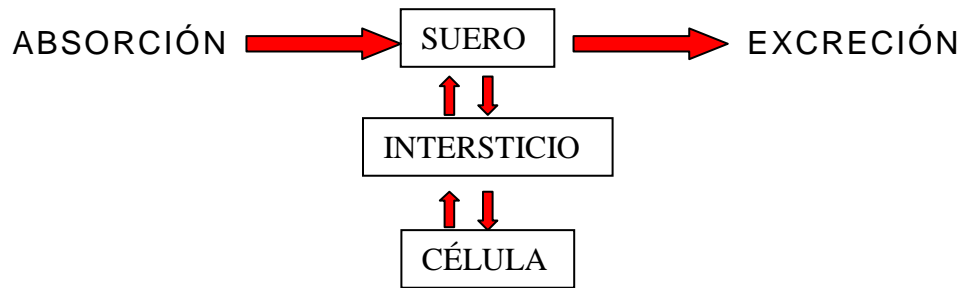 ABSORCIÓN SUERO EXCRECIÓN
INTERSTICIO
CÉLULA